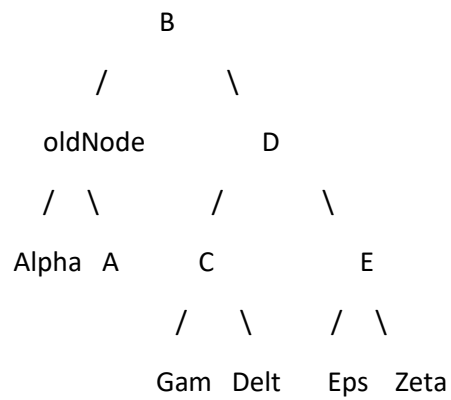 B
/ \
oldNode D
/ \ / \
Alpha A C E
/ \ / \
Gam Delt Eps Zeta